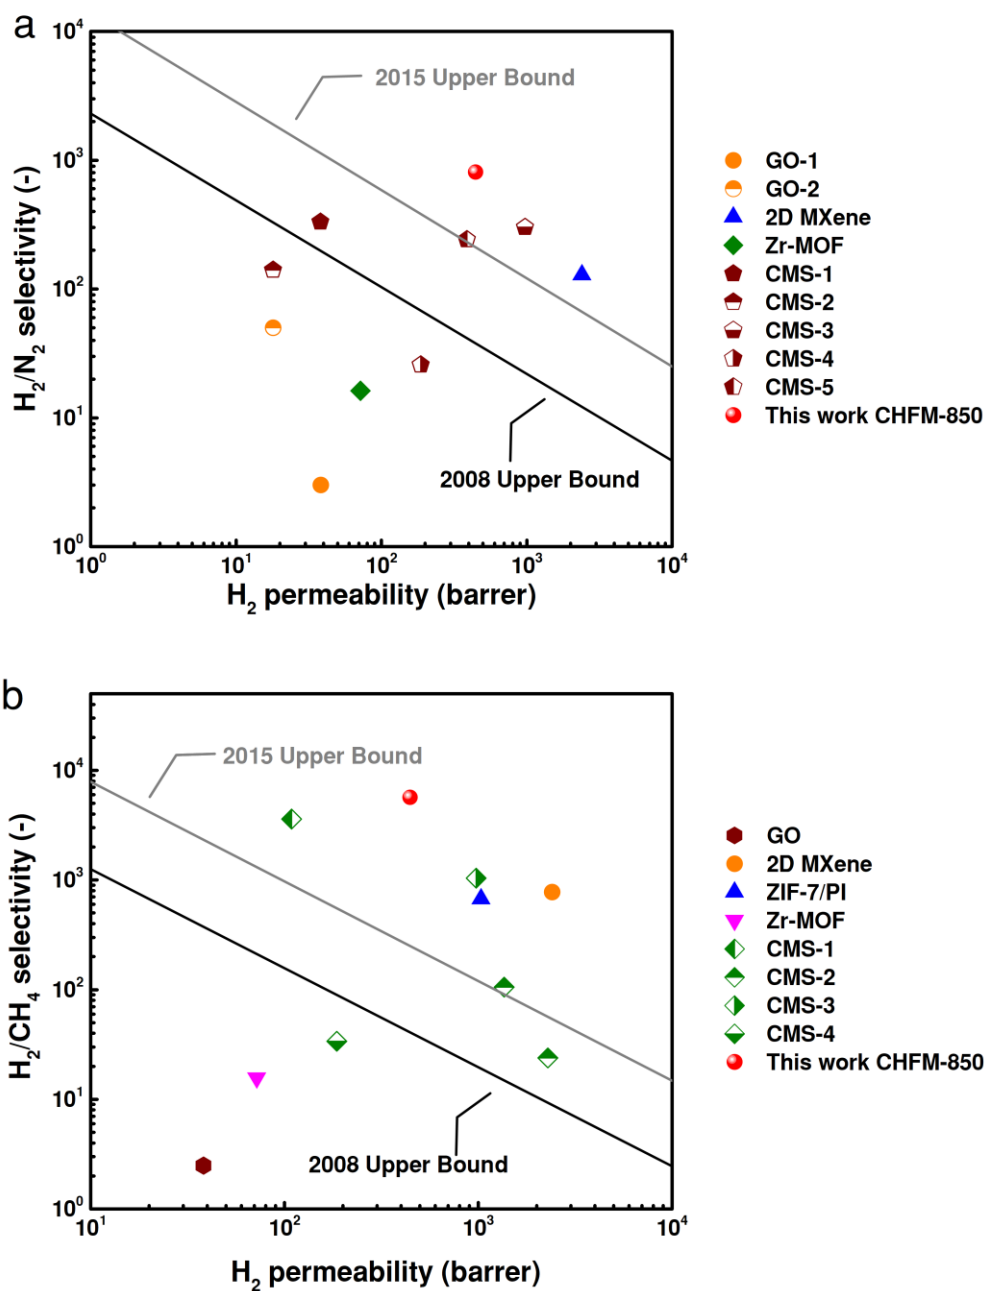 a
10⁴
2015 Upper Bound
10³
10²
10¹
10⁰
H₂/N₂ selectivity (-)
2008 Upper Bound
10⁰ 10¹ 10² 10³ 10⁴
H₂ permeability (barrer)
GO-1
GO-2
2D MXene
Zr-MOF
CMS-1
CMS-2
CMS-3
CMS-4
CMS-5
This work CHFM-850
b
2015 Upper Bound
10⁴
10³
10²
10¹
10⁰
H₂/CH₄ selectivity (-)
2008 Upper Bound
10¹ 10² 10³ 10⁴
H₂ permeability (barrer)
GO
2D MXene
ZIF-7/PI
Zr-MOF
CMS-1
CMS-2
CMS-3
CMS-4
This work CHFM-850